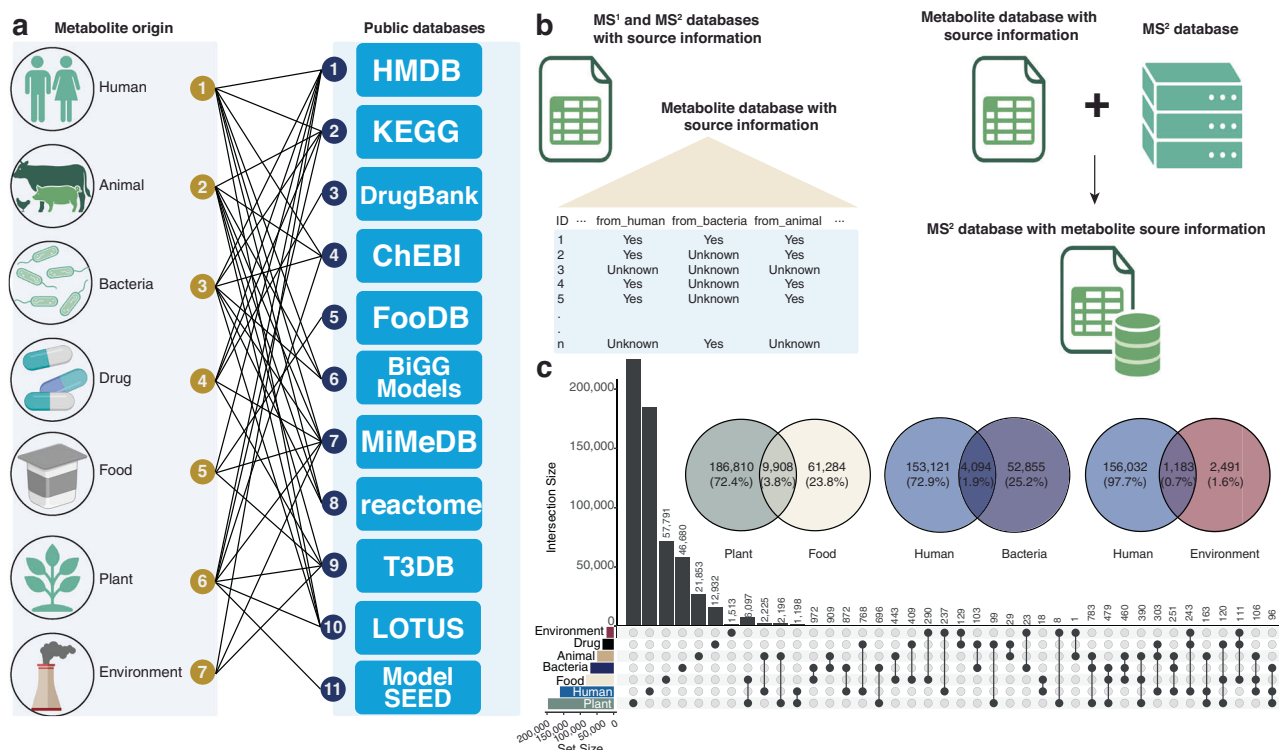 a
Metabolite origin
Public databases
Human
Animal
Bacteria
Drug
Food
Plant
Environment
1
2
3
4
5
6
7
1
2
3
4
5
6
7
8
9
10
11
HMDB
KEGG
DrugBank
ChEBI
FooDB
BiGG
Models
MiMeDB
reactome
T3DB
LOTUS
Model
SEED
b
MS¹ and MS² databases
with source information
Metabolite database with
source information
ID ... from_human from_bacteria from_animal ...
1 Yes Yes Yes
2 Yes Unknown Yes
3 Unknown Unknown Unknown
4 Yes Unknown Yes
5 Yes Unknown Yes
.
.
n Unknown Yes Unknown
Metabolite database with
source information
MS² database
+
MS² database with metabolite soure information
c
Intersection Size
200,000
150,000
100,000
50,000
0
57,791
46,680
21,853
12,932
1,513
6,097
2,225
2,196
1,198
972
909
872
768
696
443
409
290
237
129
103
99
29
23
18
8
1
783
479
460
390
303
251
243
163
120
111
106
96
186,810
(72.4%)
9,908
(3.8%)
61,284
(23.8%)
Plant
Food
153,121
(72.9%)
4,094
(1.9%)
52,855
(25.2%)
Human
Bacteria
156,032
(97.7%)
1,183
(0.7%)
2,491
(1.6%)
Human
Environment
Environment
Drug
Animal
Bacteria
Food
Human
Plant
200,000
150,000
100,000
50,000
0
Set Size